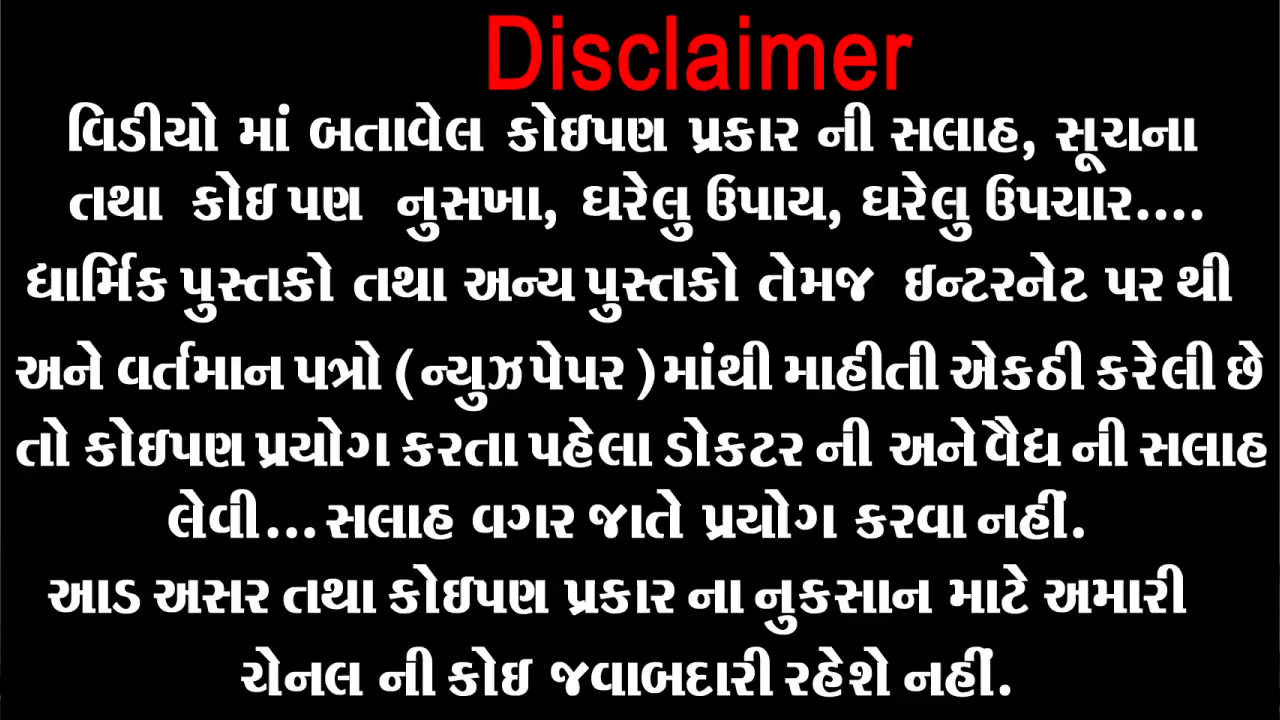 Disclaimer
વિડીયો માં બતાવેલ કોઇપણ પ્રકાર ની સલાહ, સૂચના
તથા કોઇ પણ નુસખા, ઘરેલુ ઉપાય, ઘરેલુ ઉપચાર....
ધાર્મિક પુસ્તકો તથા અન્ય પુસ્તકો તેમજ ઇન્ટરનેટ પર થી
અને વર્તમાન પત્રો ( ન્યુઝપેપર ) માંથી માહીતી એકઠી કરેલી છે
તો કોઇપણ પ્રયોગ કરતા પહેલા ડોકટર ની અને વૈદ્ય ની સલાહ
લેવી... સલાહ વગર જાતે પ્રયોગ કરવા નહીં.
આડ અસર તથા કોઇપણ પ્રકાર ના નુકસાન માટે અમારી
ચેનલ ની કોઇ જવાબદારી રહેશે નહીં.